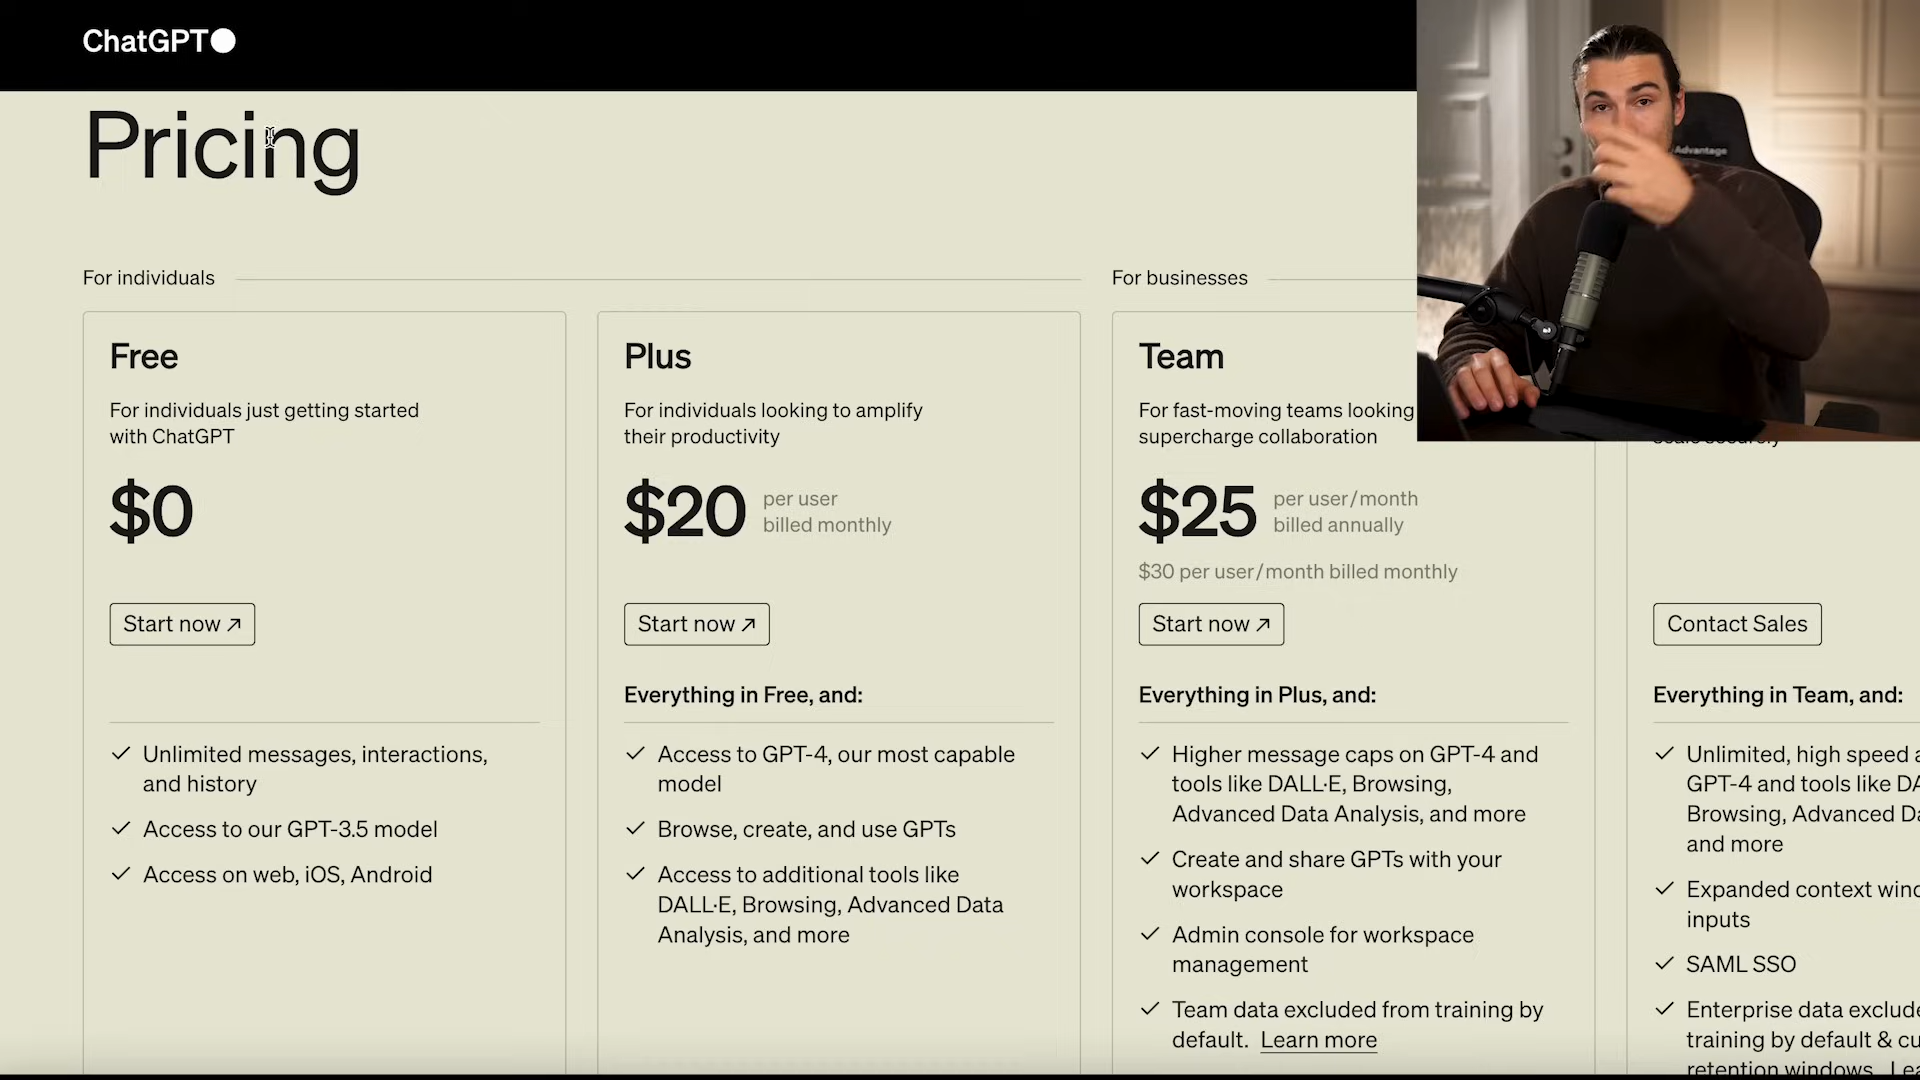 ChatGPT
Pricing
For individuals
For businesses
Free
For individuals just getting started
with ChatGPT
$0
Start now ↗
✓ Unlimited messages, interactions,
and history
✓ Access to our GPT-3.5 model
✓ Access on web, iOS, Android
Plus
For individuals looking to amplify
their productivity
$20 per user
billed monthly
Start now ↗
Everything in Free, and:
✓ Access to GPT-4, our most capable
model
✓ Browse, create, and use GPTs
✓ Access to additional tools like
DALL·E, Browsing, Advanced Data
Analysis, and more
Team
For fast-moving teams looking
supercharge collaboration
$25 per user/month
billed annually
$30 per user/month billed monthly
Start now ↗
Everything in Plus, and:
✓ Higher message caps on GPT-4 and
tools like DALL·E, Browsing,
Advanced Data Analysis, and more
✓ Create and share GPTs with your
workspace
✓ Admin console for workspace
management
✓ Team data excluded from training by
default. Learn more
Contact Sales
Everything in Team, and:
✓ Unlimited, high speed
GPT-4 and tools like
Browsing, Advanced
and more
✓ Expanded context
inputs
✓ SAML SSO
✓ Enterprise data
training by default &
retention windows.
Advantage